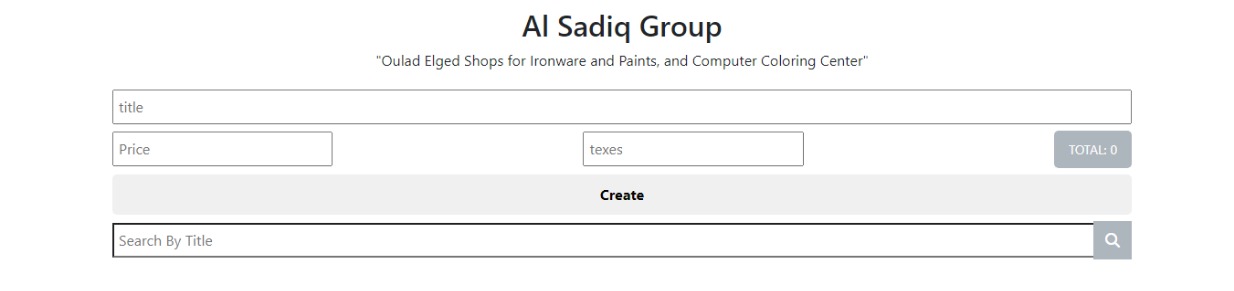 Al Sadiq Group
"Oulad Elged Shops for Ironware and Paints, and Computer Coloring Center"
title
Price texes TOTAL: 0
Create
Search By Title